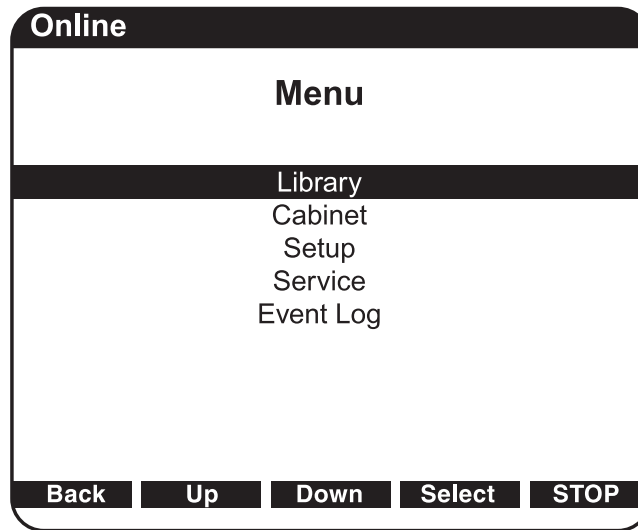 Online
Menu
Library
Cabinet
Setup
Service
Event Log
Back Up Down Select STOP